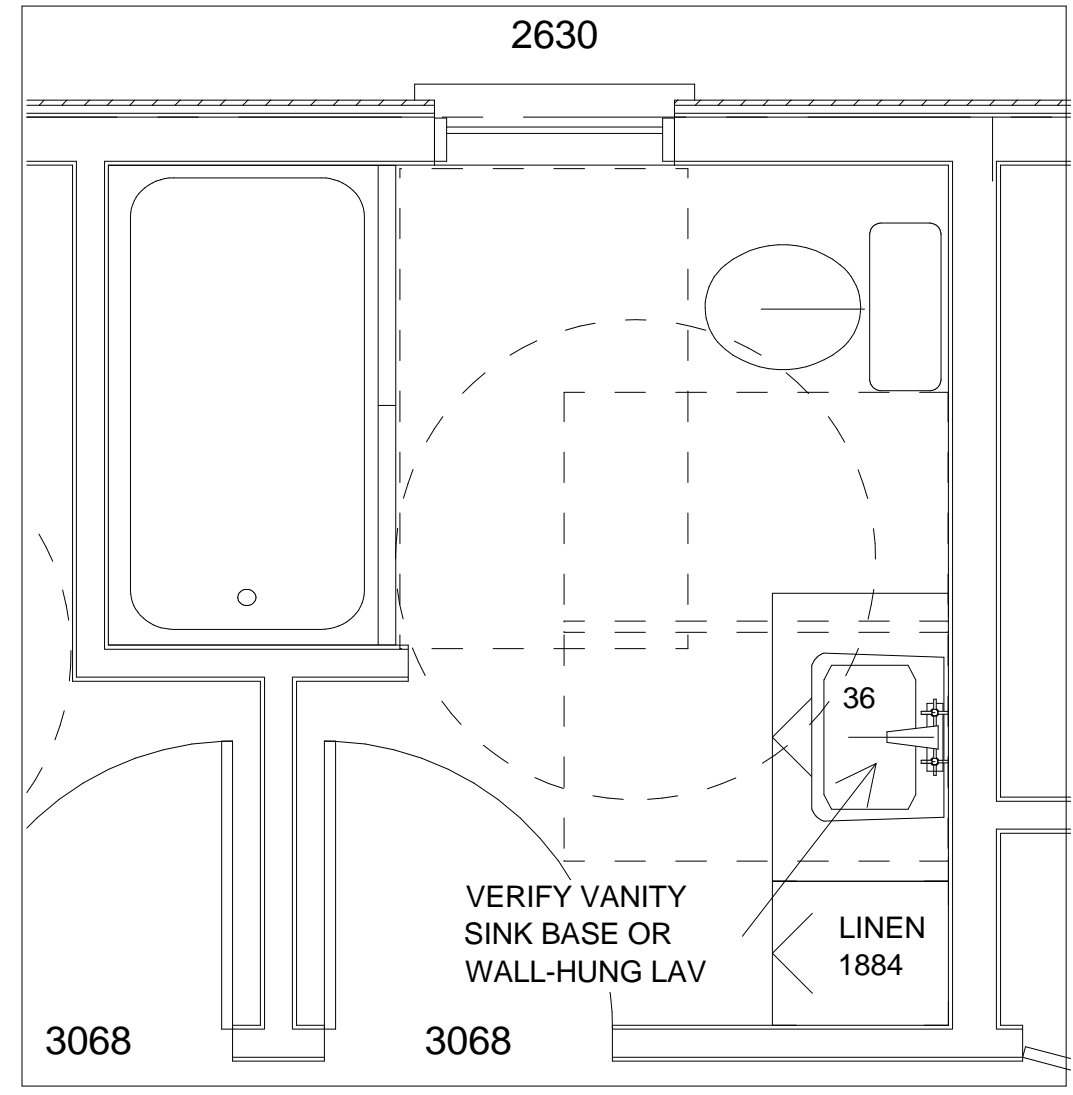 2630
36
VERIFY VANITY
SINK BASE OR
WALL-HUNG LAV
LINEN
1884
3068
3068